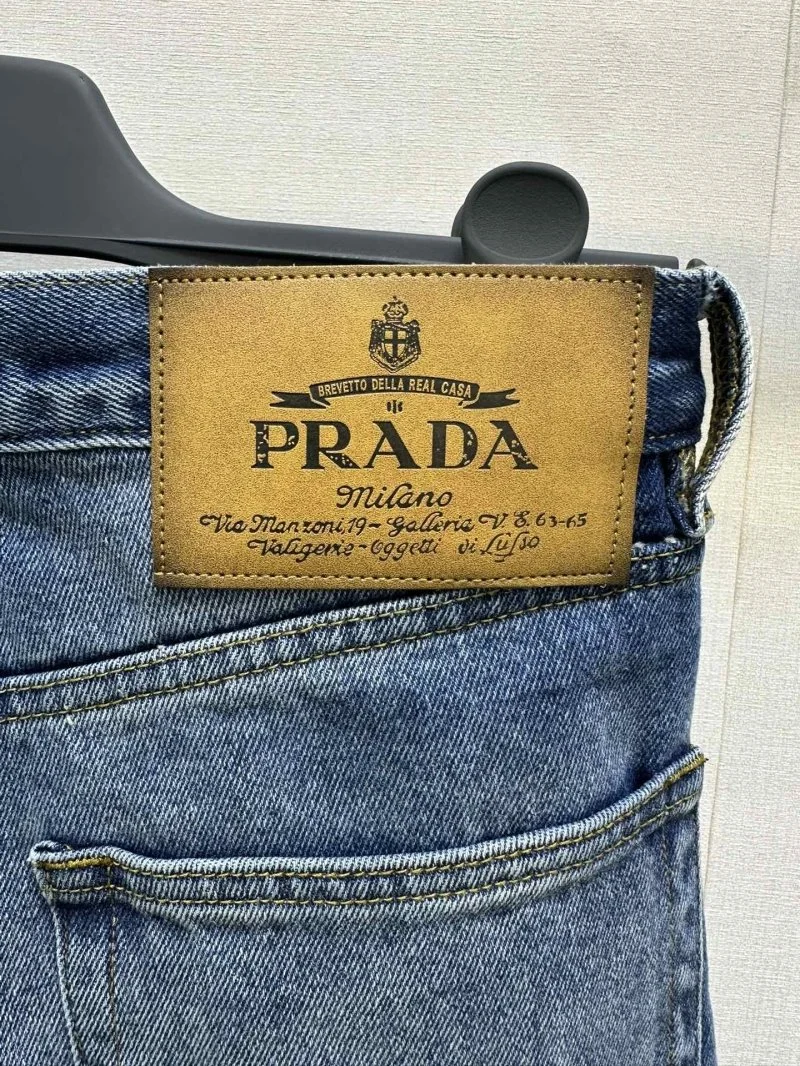 BREVETTO DELLA REAL CASA
PRADA
Milano
Via Manzoni, 19 - Galleria V. E. 63-65
Valigerie - Oggetti di Lusso